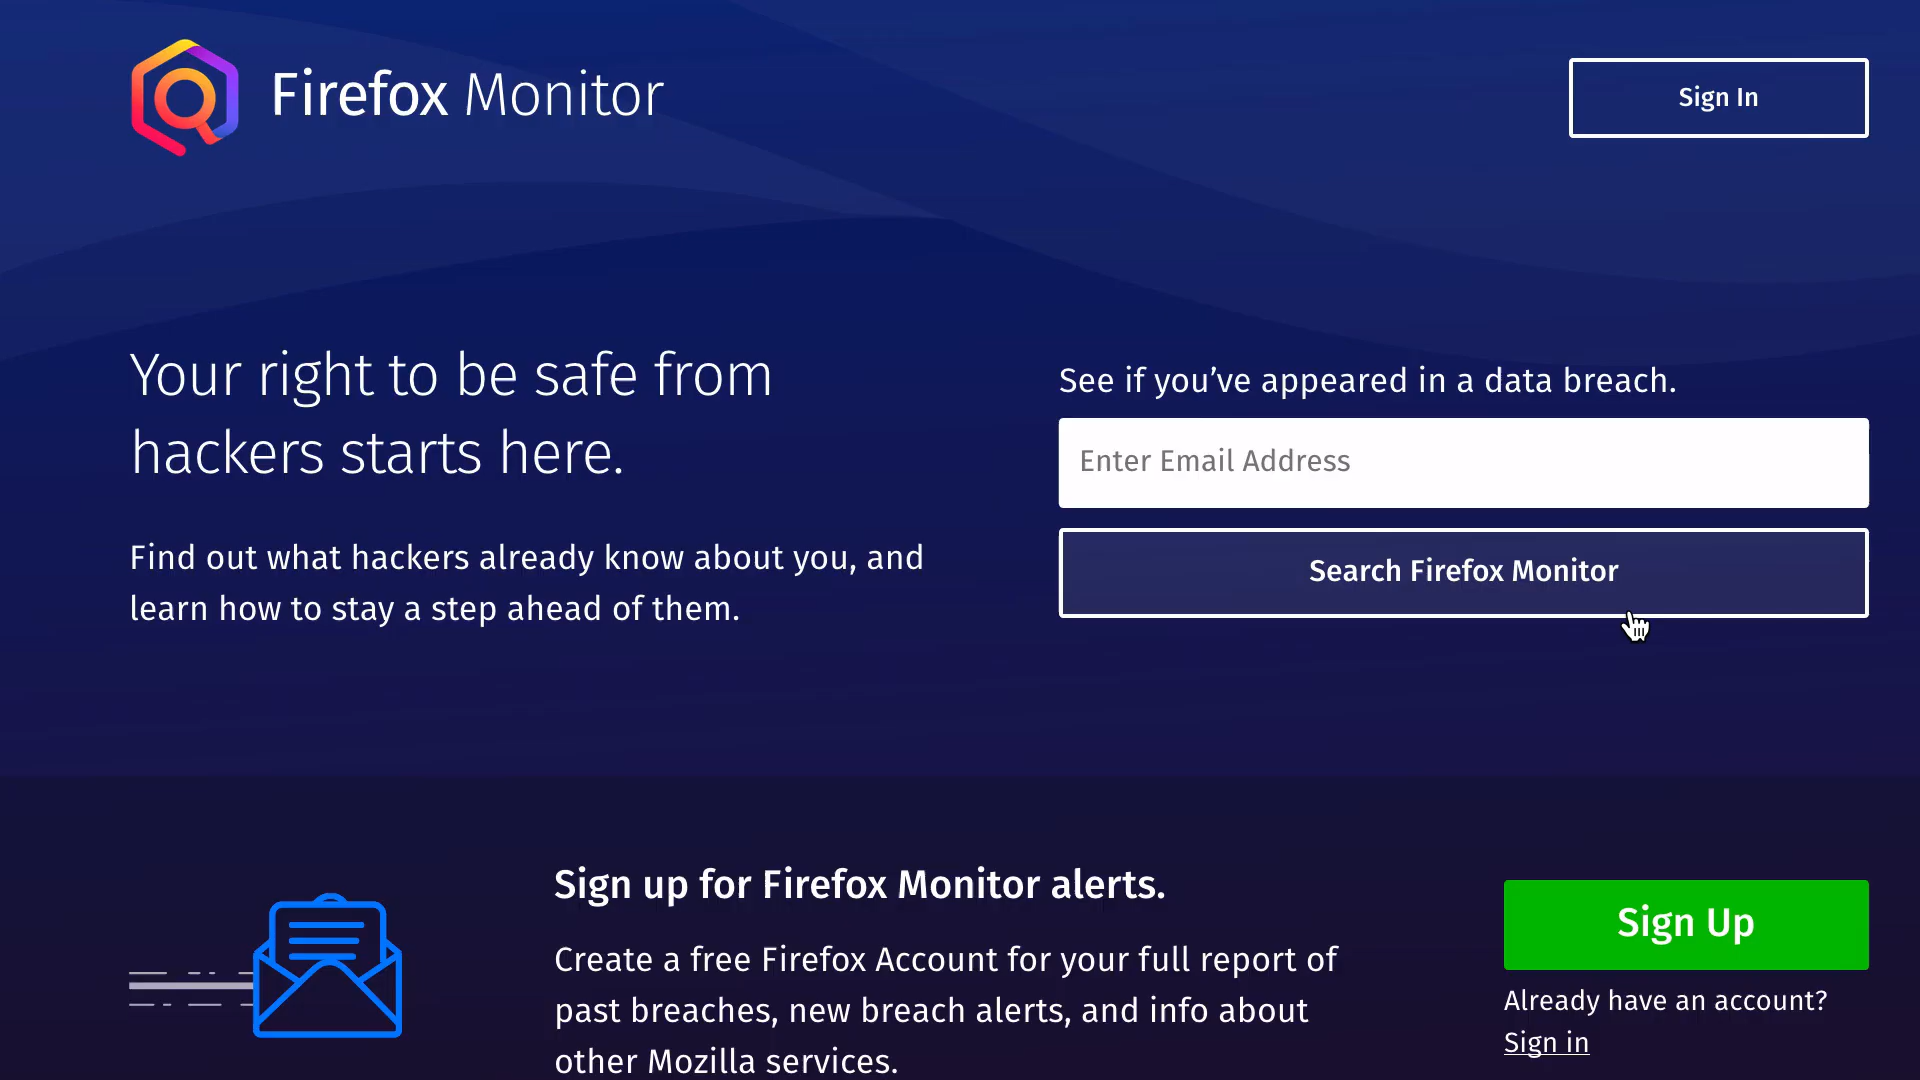 Firefox Monitor
Sign In
Your right to be safe from
hackers starts here.
Find out what hackers already know about you, and
learn how to stay a step ahead of them.
See if you’ve appeared in a data breach.
Enter Email Address
Search Firefox Monitor
Sign up for Firefox Monitor alerts.
Create a free Firefox Account for your full report of
past breaches, new breach alerts, and info about
other Mozilla services.
Sign Up
Already have an account?
Sign in